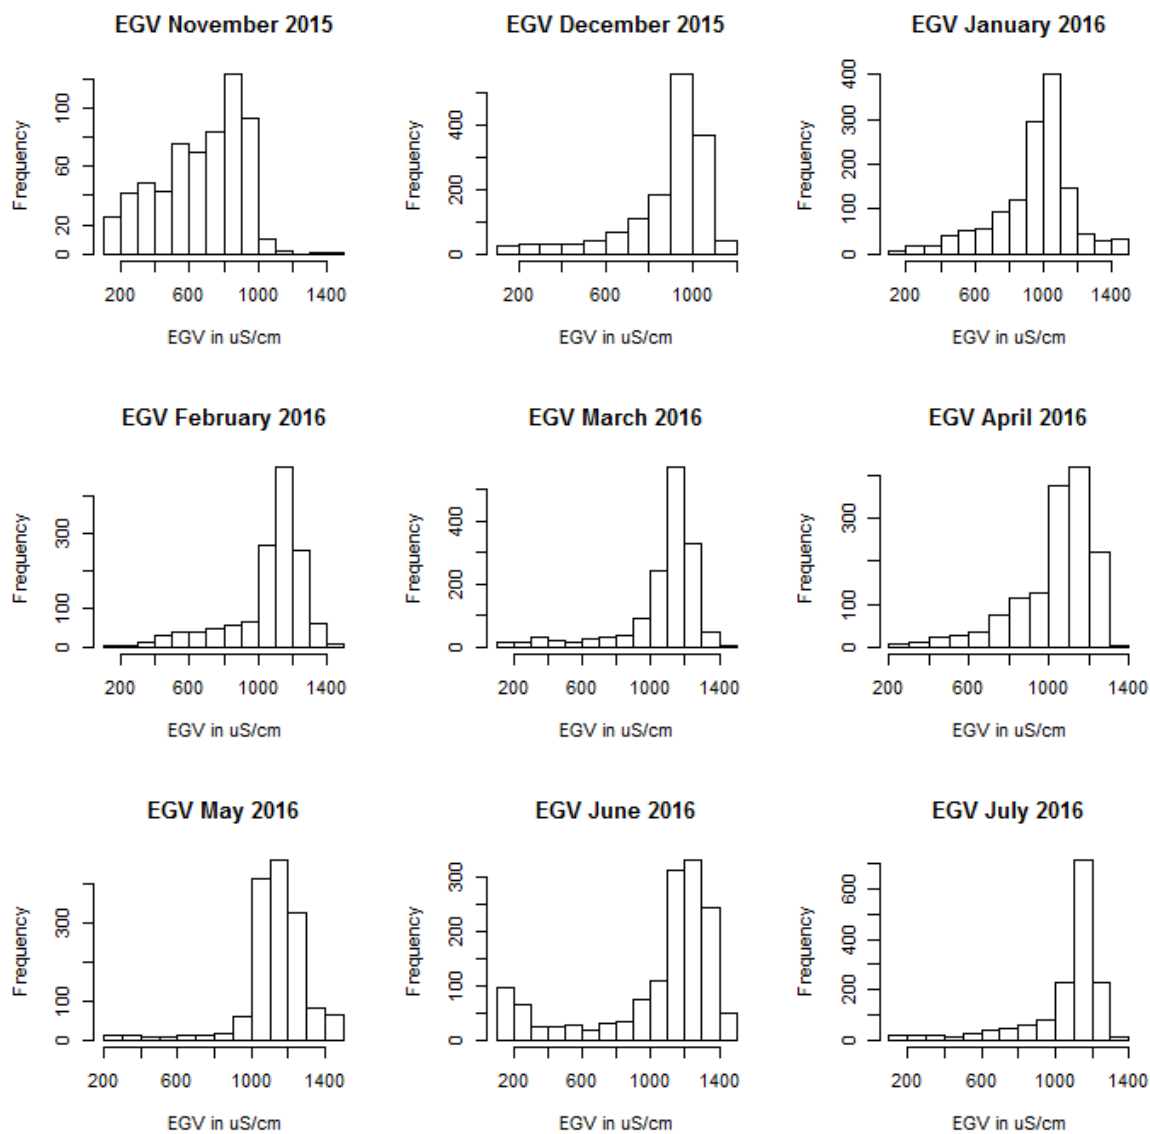 EGV November 2015
Frequency
0 20 60 100
200 600 1000 1400
EGV in uS/cm
EGV December 2015
Frequency
0 200 400
200 600 1000
EGV in uS/cm
EGV January 2016
Frequency
0 100 200 300 400
200 600 1000 1400
EGV in uS/cm
EGV February 2016
Frequency
0 100 300
200 600 1000 1400
EGV in uS/cm
EGV March 2016
Frequency
0 200 400
200 600 1000 1400
EGV in uS/cm
EGV April 2016
Frequency
0 100 300
200 600 1000 1400
EGV in uS/cm
EGV May 2016
Frequency
0 100 300
200 600 1000 1400
EGV in uS/cm
EGV June 2016
Frequency
0 100 200 300
200 600 1000 1400
EGV in uS/cm
EGV July 2016
Frequency
0 200 400 600
200 600 1000 1400
EGV in uS/cm